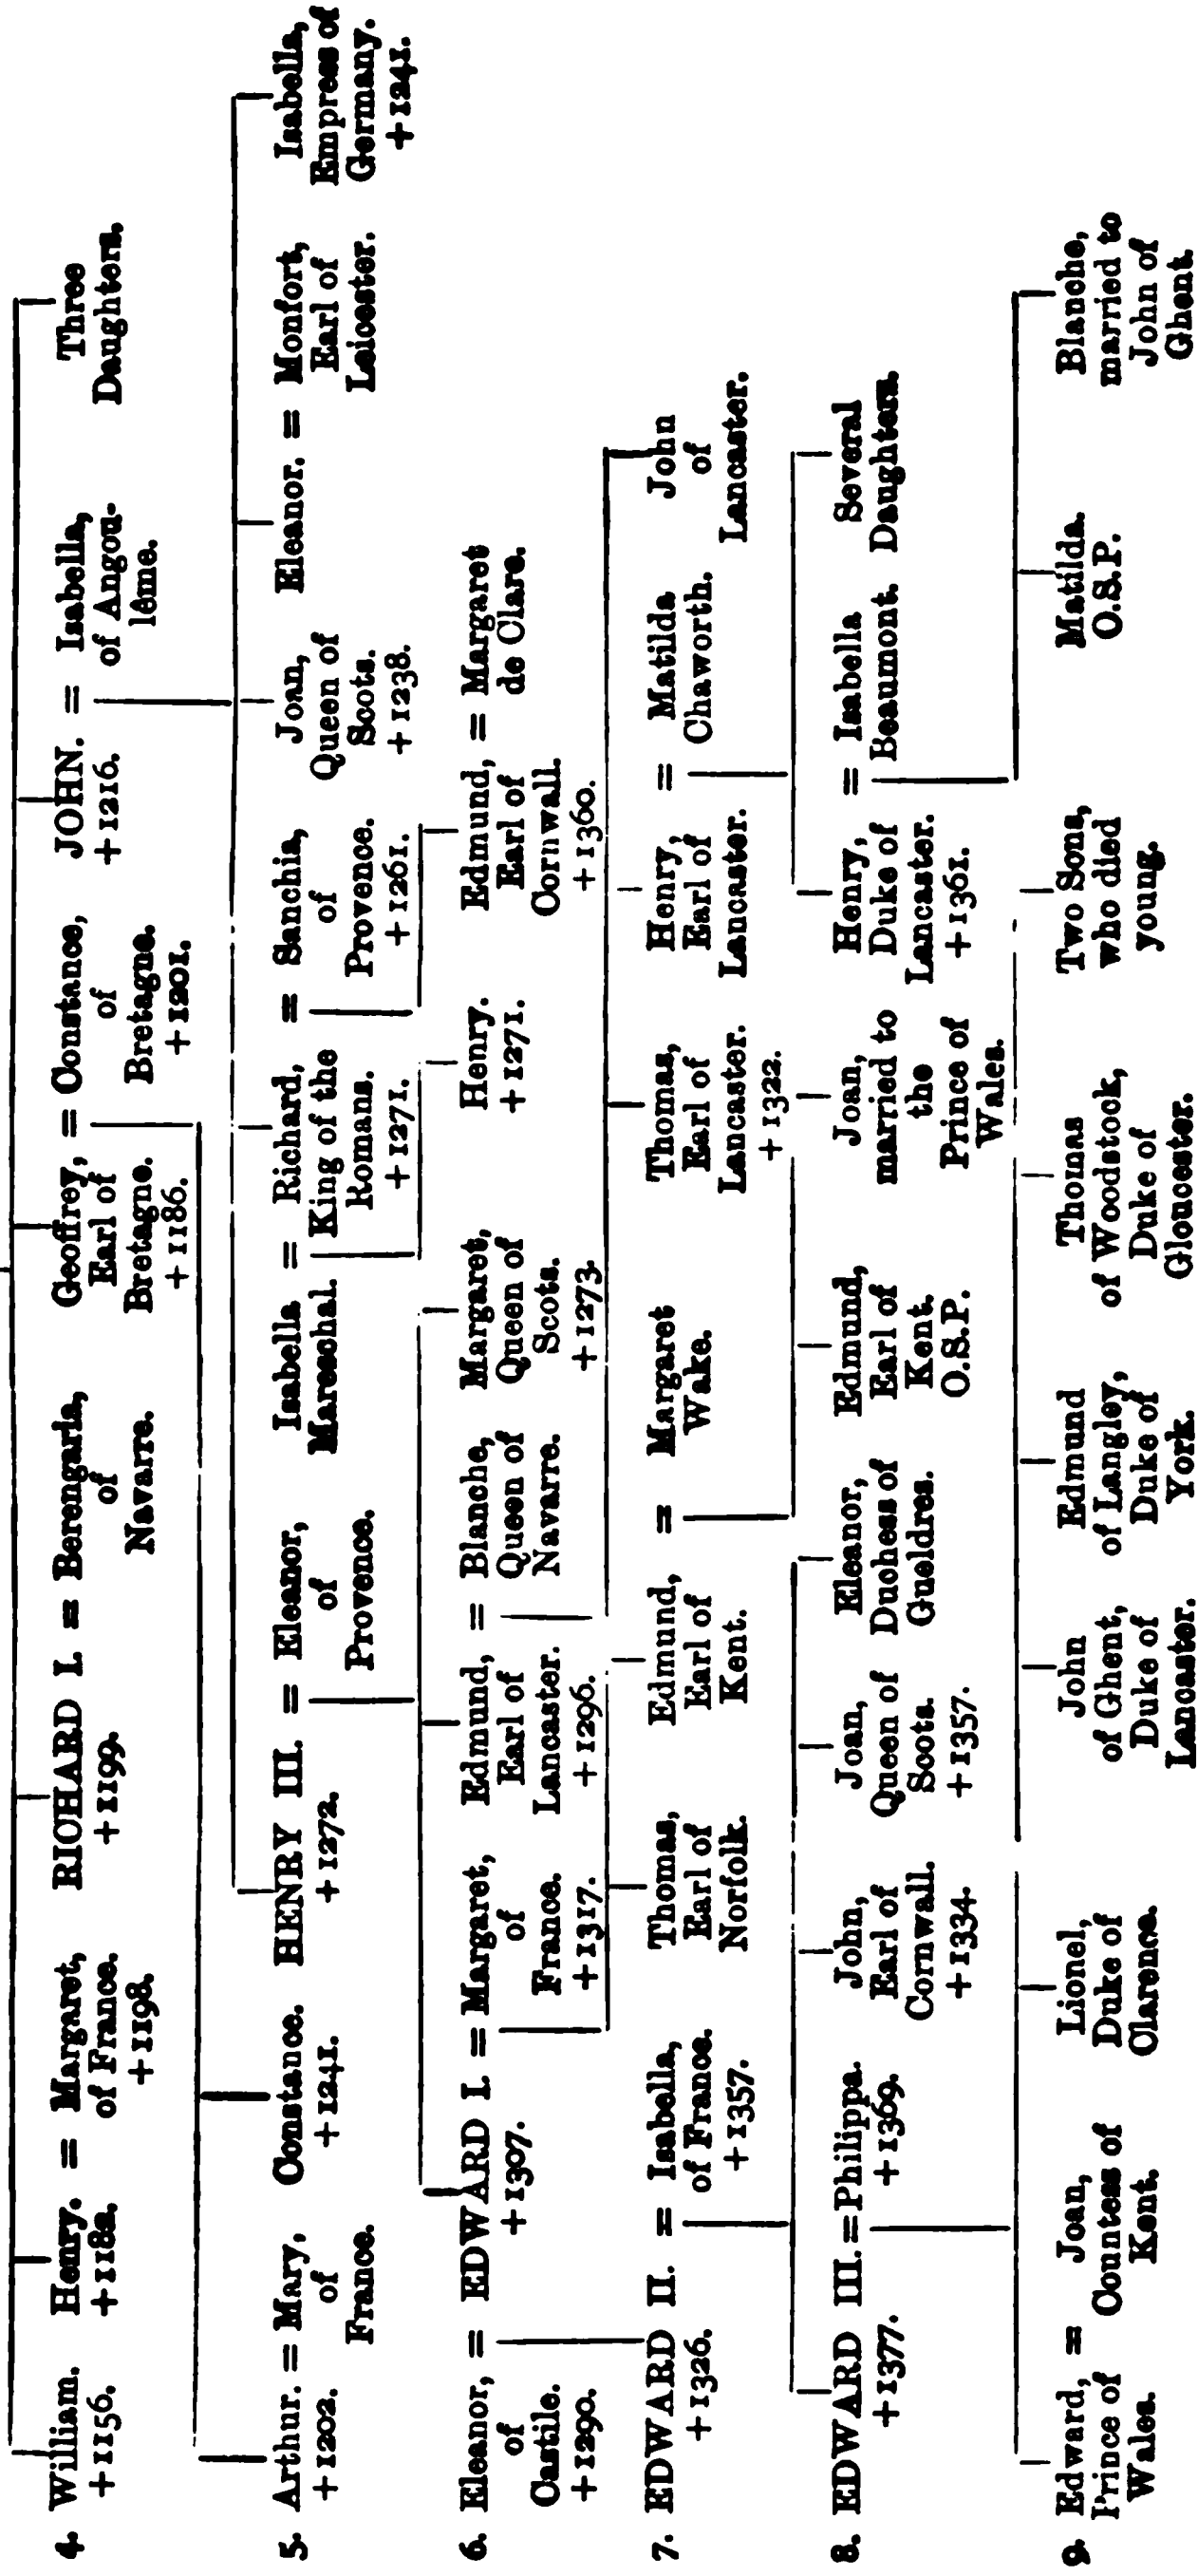 4. William. Henry. = Margaret, RICHARD I. = Berengaria, Geoffrey, = Constance, JOHN. = Isabella, Three
+1156. +1182. of France. +1199. of Earl of of +1216. of Angou- Daughters.
+1198. Navarre. Bretagne. Bretagne. lême.
+1186. +1201.
5. Arthur. = Mary, Constance. HENRY III. = Eleanor, Isabella = Richard, = Sanchia, Joan, Eleanor. = Monfort, Isabella,
+1202. of +1241. +1272. of Mareschal. King of the of Queen of Earl of Empress of
France. Provence. Romans. Provence. Scots. Leicester. Germany.
+1271. +1261. +1238. +1241.
6. Eleanor, = EDWARD I. = Margaret, Edmund, = Blanche, Margaret, Henry. Edmund, = Margaret
of +1307. of Earl of Queen of Queen of +1271. Earl of de Clare.
Castile. France. Lancaster. Navarre. Scots. Cornwall.
+1290. +1317. +1296. +1273. +1360.
7. EDWARD II. = Isabella, Thomas, Edmund, = Margaret Thomas, Henry, = Matilda John
+1326. of France. Earl of Earl of Wake. Earl of Earl of Chaworth. of
+1357. Norfolk. Kent. Lancaster. Lancaster. Lancaster.
+1322.
8. EDWARD III. = Philippa. John, Joan, Eleanor, Edmund, Joan, Henry, = Isabella Several
+1377. +1369. Earl of Queen of Duchess of Earl of married to Duke of Beaumont. Daughters.
Cornwall. Scots. Gueldres. Kent. the Lancaster.
+1334. +1357. O.S.P. Prince of +1361.
Wales.
9. Edward, = Joan, Lionel, John Edmund Thomas Two Sons, Matilda. Blanche,
Prince of Countess of Duke of of Ghent, of Langley, of Woodstock, who died O.S.P. married to
Wales. Kent. Clarence. Duke of Duke of Duke of young. John of
Lancaster. York. Gloucester. Ghent.